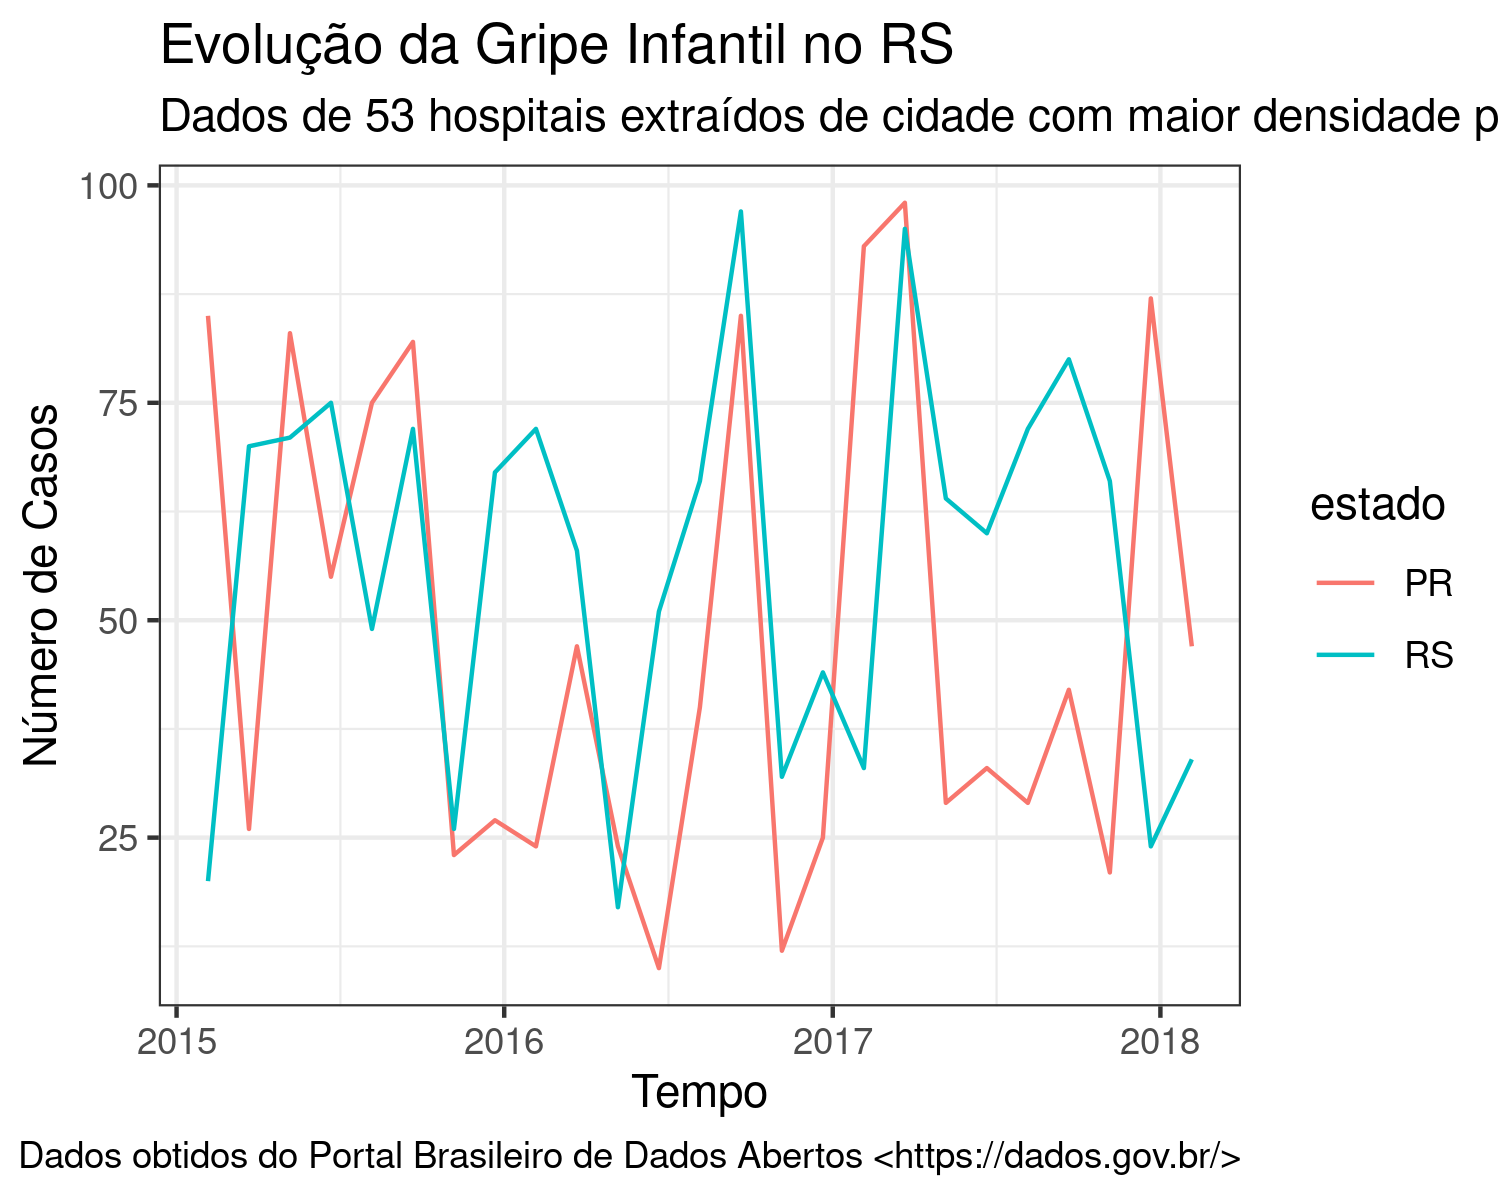 Evolução da Gripe Infantil no RS
Dados de 53 hospitais extraídos de cidade com maior densidade p
100
75
50
25
Número de Casos
2015 2016 2017 2018
Tempo
estado
PR
RS
Dados obtidos do Portal Brasileiro de Dados Abertos <https://dados.gov.br/>